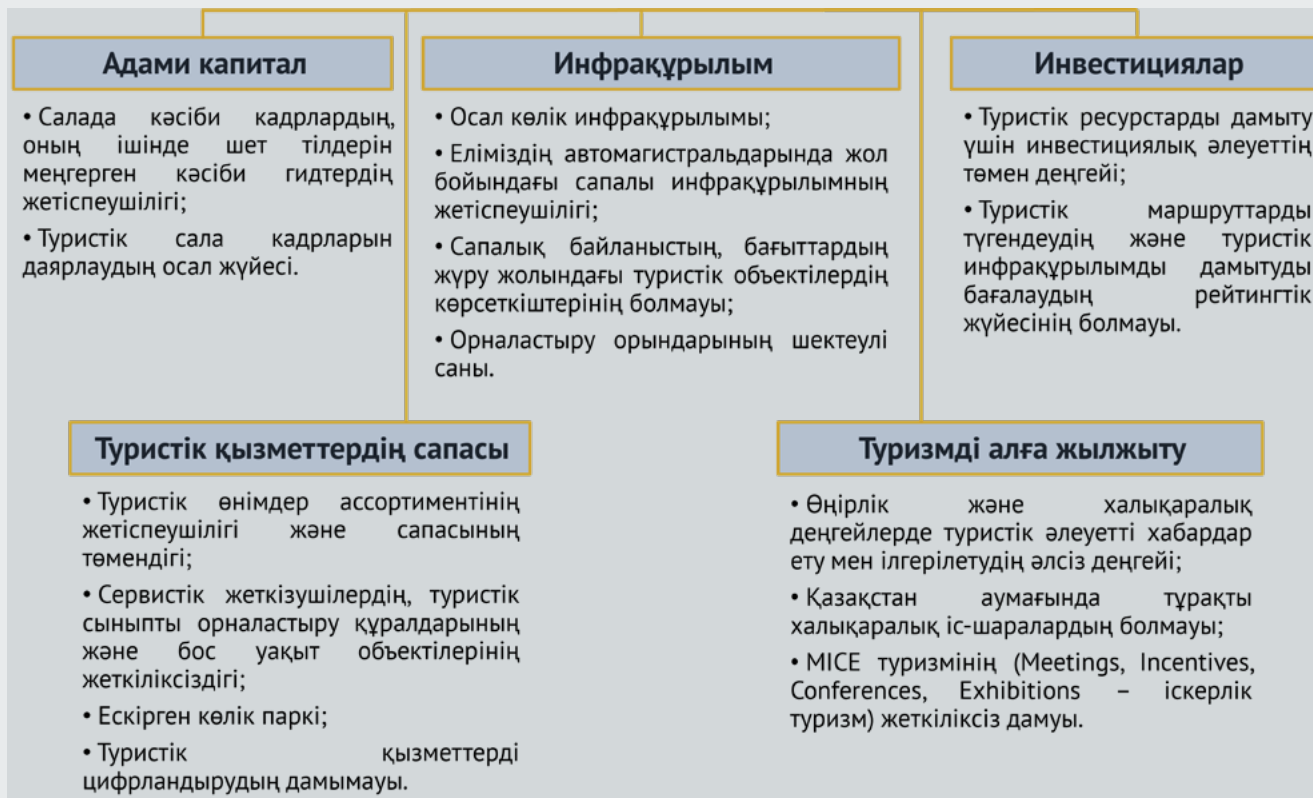 Адами капитал
• Салада кәсіби кадрлардың,
оның ішінде шет тілдерін
меңгерген кәсіби гидтердің
жетіспеушілігі;
• Туристік сала кадрларын
даярлаудың осал жүйесі.
Инфрақұрылым
• Осал көлік инфрақұрылымы;
• Еліміздің автомагистральдарында жол
бойындағы сапалы инфрақұрылымның
жетіспеушілігі;
• Сапалық байланыстың, бағыттардың
жүру жолындағы туристік объектілердің
көрсеткіштерінің болмауы;
• Орналастыру орындарының шектеулі
саны.
Инвестициялар
• Туристік ресурстарды дамыту
үшін инвестициялық әлеуеттің
төмен деңгейі;
• Туристік маршруттарды
түгендеудің және туристік
инфрақұрылымды дамытуды
бағалаудың рейтингтік
жүйесінің болмауы.
Туристік қызметтердің сапасы
• Туристік өнімдер ассортиментінің
жетіспеушілігі және сапасының
төмендігі;
• Сервистік жеткізушілердің, туристік
сыныпты орналастыру құралдарының
және бос уақыт объектілерінің
жеткіліксіздігі;
• Ескірген көлік паркі;
• Туристік қызметтерді
цифрландырудың дамымауы.
Туризмді алға жылжыту
• Өңірлік және халықаралық
деңгейлерде туристік әлеуетті хабардар
ету мен ілгерілетудің әлсіз деңгейі;
• Қазақстан аумағында тұрақты
халықаралық іс-шаралардың болмауы;
• MICE туризмінің (Meetings, Incentives,
Conferences, Exhibitions – іскерлік
туризм) жеткіліксіз дамуы.